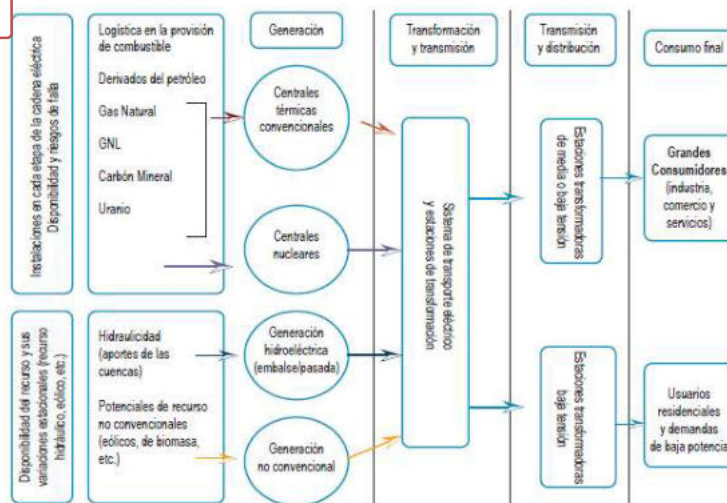 Instalaciones en cada etapa de la cadena eléctrica
Disponibilidad y riesgos de falla
Logística en la provisión
de combustible
Derivados del petróleo
Gas Natural
GNL
Carbón Mineral
Uranio
Generación
Centrales
térmicas
convencionales
Centrales
nucleares
Transformación
y transmisión
Transmisión
y distribución
Consumo final
Sistema de transporte eléctrico
y estaciones de transformación
Estaciones transformadoras
de media o baja tensión
Grandes
Consumidores
(industria,
comercio y
servicios)
Disponibilidad del recurso y sus
variaciones estacionales (recurso
hidráulico, eólico, etc.)
Hidraulicidad
(aportes de las
cuencas)
Potenciales de recurso
no convencionales
(eólicos, de biomasa,
etc.)
Generación
hidroeléctrica
(embalse/pasada)
Generación
no convencional
Estaciones transformadoras
baja tensión
Usuarios
residenciales
y demandas
de baja potencia